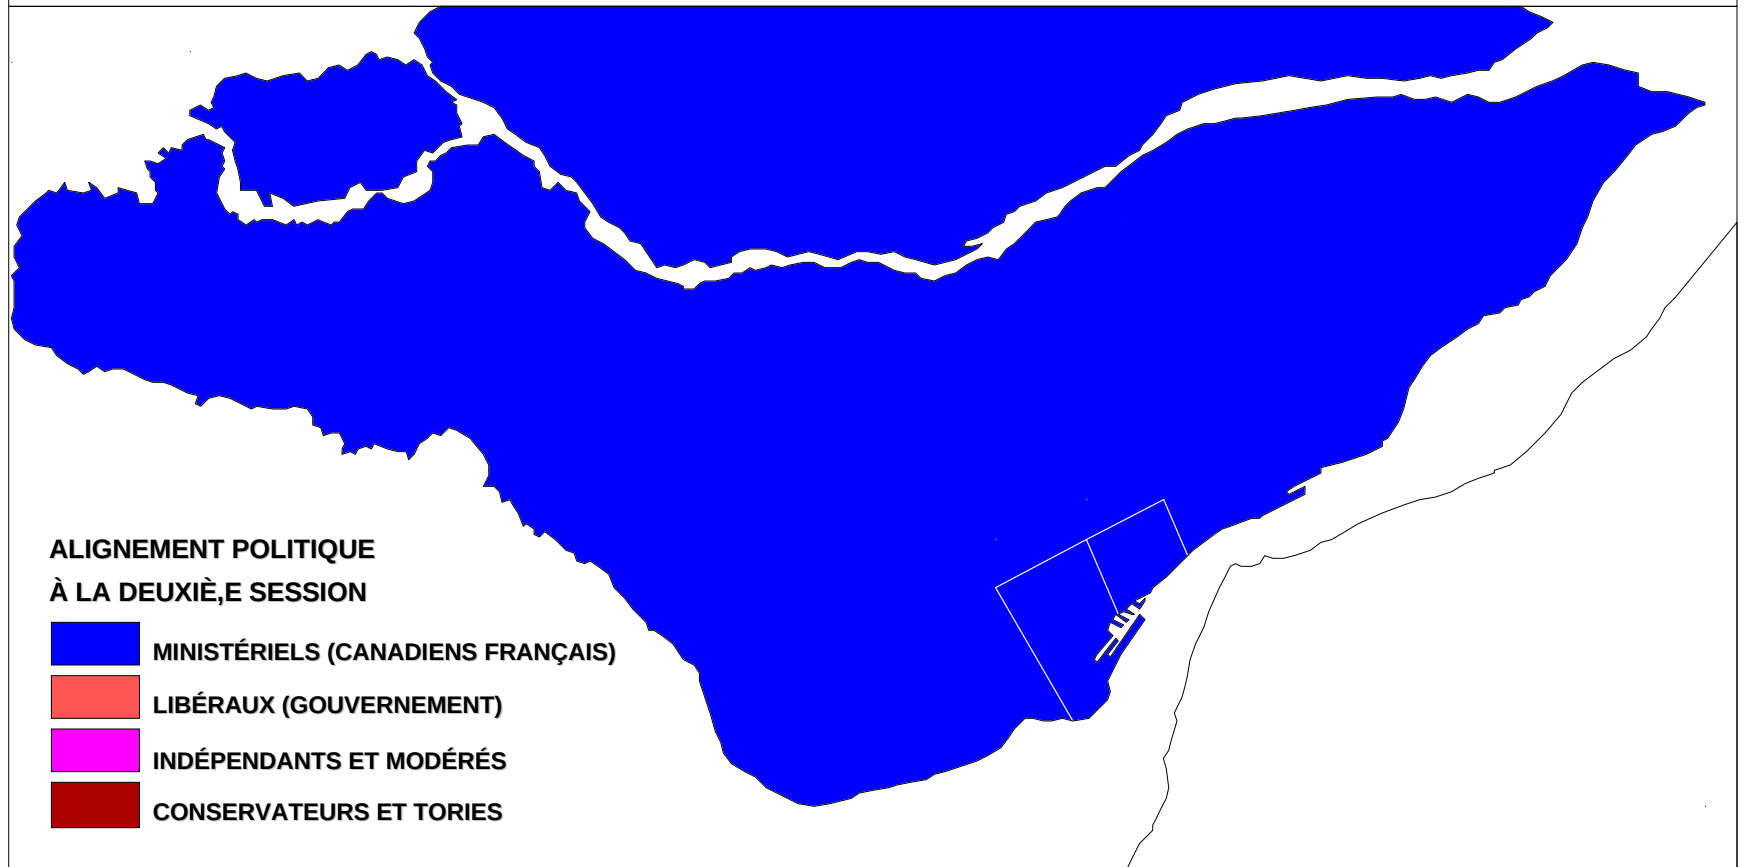 ALIGNEMENT POLITIQUE
À LA DEUXIÈ,E SESSION
MINISTÉRIELS (CANADIENS FRANÇAIS)
LIBÉRAUX (GOUVERNEMENT)
INDÉPENDANTS ET MODÉRÉS
CONSERVATEURS ET TORIES